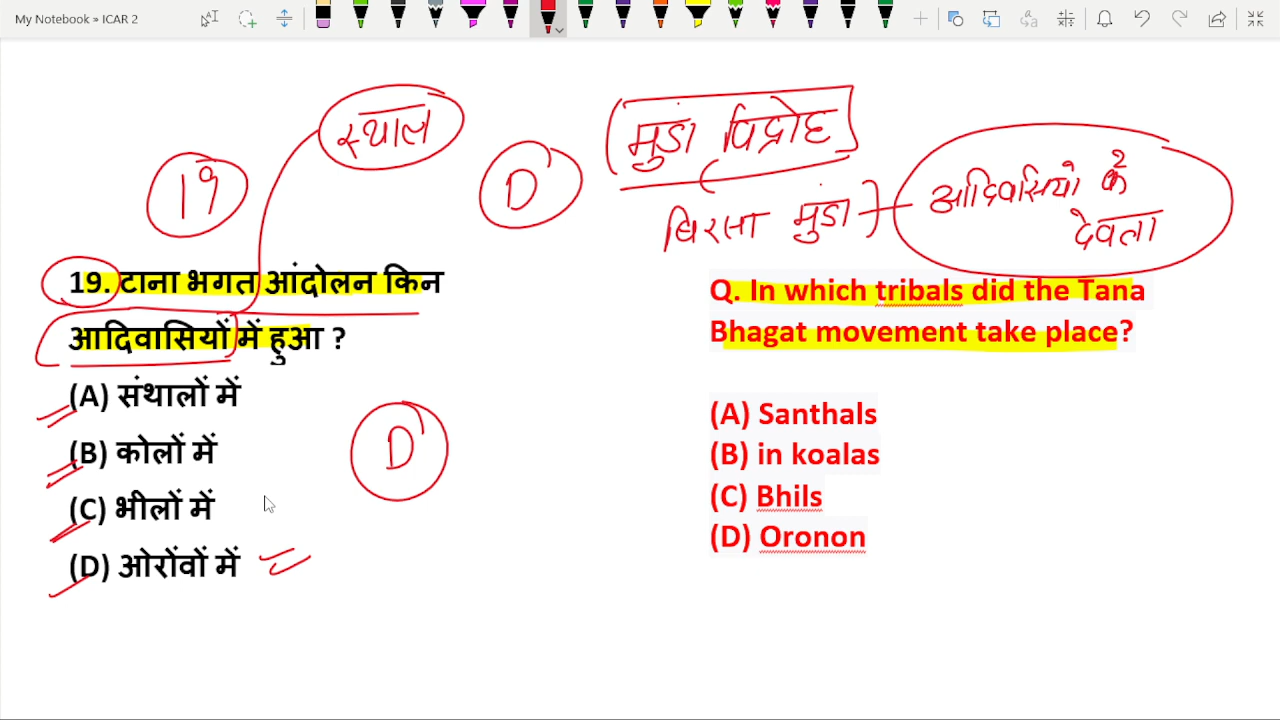 My Notebook » ICAR 2
स्थाल
19
D
मुंडा विद्रोह
बिरसा मुंडा
आदिवासियो के
देवता
19. टाना भगत आंदोलन किन
आदिवासियों में हुआ ?
(A) संथालों में
(B) कोलों में
(C) भीलों में
(D) ओरोंवों में
D
Q. In which tribals did the Tana
Bhagat movement take place?
(A) Santhals
(B) in koalas
(C) Bhils
(D) Oronon